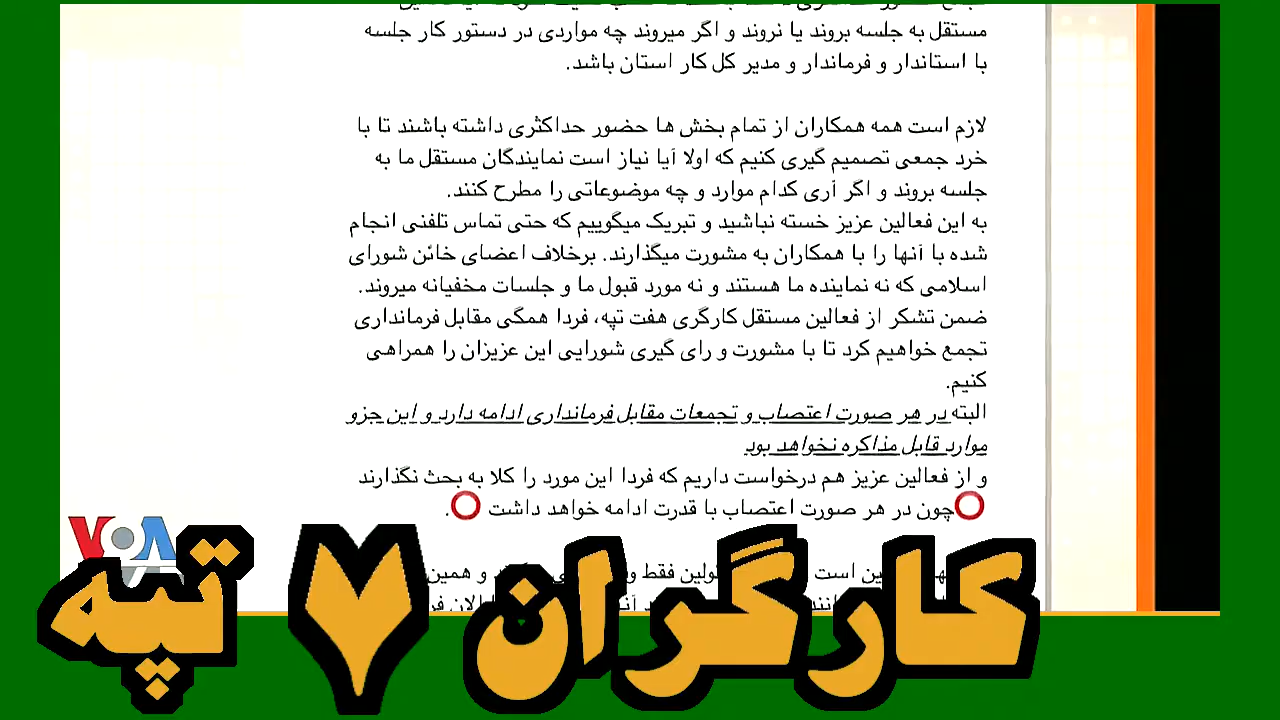 مستقل به جلسه بروند یا نروند و اگر میروند چه مواردی در دستور کار جلسه
با استاندار و فرماندار و مدیر کل کار استان باشد.
لازم است همه همکاران از تمام بخش ها حضور حداکثری داشته باشند تا با
خرد جمعی تصمیم گیری کنیم که اولا آیا نیاز است نمایندگان مستقل ما به
جلسه بروند و اگر آری کدام موارد و چه موضوعاتی را مطرح کنند.
به این فعالین عزیز خسته نباشید و تبریک میگوییم که حتی تماس تلفنی انجام
شده با آنها را با همکاران به مشورت میگذارند. برخلاف اعضای خائن شورای
اسلامی که نه نماینده ما هستند و نه مورد قبول ما و جلسات مخفیانه میروند.
ضمن تشکر از فعالین مستقل کارگری هفت تپه، فردا همگی مقابل فرمانداری
تجمع خواهیم کرد تا با مشورت و رای گیری شورایی این عزیزان را همراهی
کنیم.
البته در هر صورت اعتصاب و تجمعات مقابل فرمانداری ادامه دارد و این جزو
موارد قابل مذاکره نخواهد بود
و از فعالین عزیز هم درخواست داریم که فردا این مورد را کلا به بحث نگذارند
⭕چون در هر صورت اعتصاب با قدرت ادامه خواهد داشت ⭕.
است فقط و همین
الان
VOA
کارگران ۷ تپه